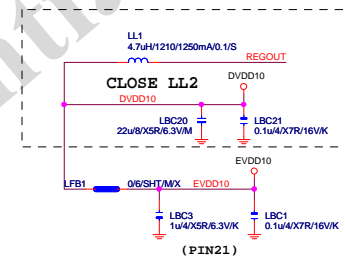 LL1
4.7uH/1210/1250mA/0.1/S
REGOUT
CLOSE LL2
DVDD10
DVDD10
LBC20
22u/8/X5R/6.3V/M
LBC21
0.1u/4/X7R/16V/K
EVDD10
LFB1
0/6/SHT/M/X
EVDD10
LBC3
1u/4/X5R/6.3V/K
LBC1
0.1u/4/X7R/16V/K
(PIN21)